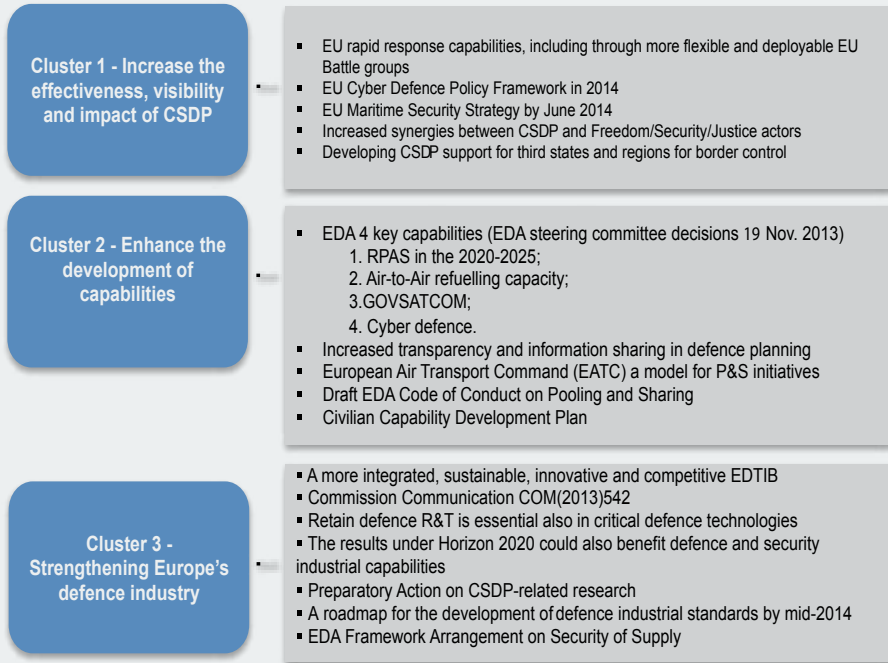 Cluster 1 - Increase the
effectiveness, visibility
and impact of CSDP
▪ EU rapid response capabilities, including through more flexible and deployable EU
Battle groups
▪ EU Cyber Defence Policy Framework in 2014
▪ EU Maritime Security Strategy by June 2014
▪ Increased synergies between CSDP and Freedom/Security/Justice actors
▪ Developing CSDP support for third states and regions for border control
Cluster 2 - Enhance the
development of
capabilities
▪ EDA 4 key capabilities (EDA steering committee decisions 19 Nov. 2013)
1. RPAS in the 2020-2025;
2. Air-to-Air refuelling capacity;
3.GOVSATCOM;
4. Cyber defence.
▪ Increased transparency and information sharing in defence planning
▪ European Air Transport Command (EATC) a model for P&S initiatives
▪ Draft EDA Code of Conduct on Pooling and Sharing
▪ Civilian Capability Development Plan
Cluster 3 -
Strengthening Europe's
defence industry
▪ A more integrated, sustainable, innovative and competitive EDTIB
▪ Commission Communication COM(2013)542
▪ Retain defence R&T is essential also in critical defence technologies
▪ The results under Horizon 2020 could also benefit defence and security
industrial capabilities
▪ Preparatory Action on CSDP-related research
▪ A roadmap for the development of defence industrial standards by mid-2014
▪ EDA Framework Arrangement on Security of Supply